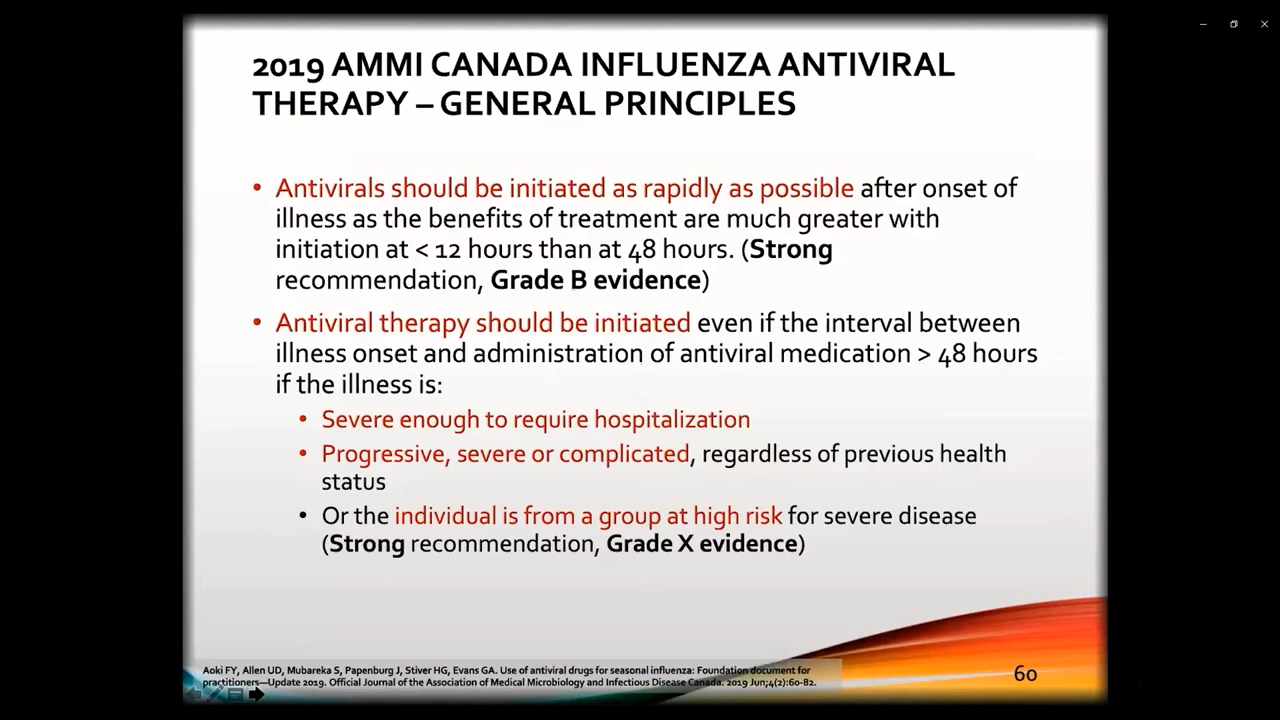 2019 AMMI CANADA INFLUENZA ANTIVIRAL
THERAPY – GENERAL PRINCIPLES
• Antivirals should be initiated as rapidly as possible after onset of
illness as the benefits of treatment are much greater with
initiation at < 12 hours than at 48 hours. (Strong
recommendation, Grade B evidence)
• Antiviral therapy should be initiated even if the interval between
illness onset and administration of antiviral medication > 48 hours
if the illness is:
• Severe enough to require hospitalization
• Progressive, severe or complicated, regardless of previous health
status
• Or the individual is from a group at high risk for severe disease
(Strong recommendation, Grade X evidence)
Aoki FY, Allen UD, Mubareka S, Papenburg J, Stiver HG, Evans GA. Use of antiviral drugs for seasonal influenza: Foundation document for
practitioners—Update 2019. Official Journal of the Association of Medical Microbiology and Infectious Disease Canada. 2019 Jun;4(2):60-82.
60